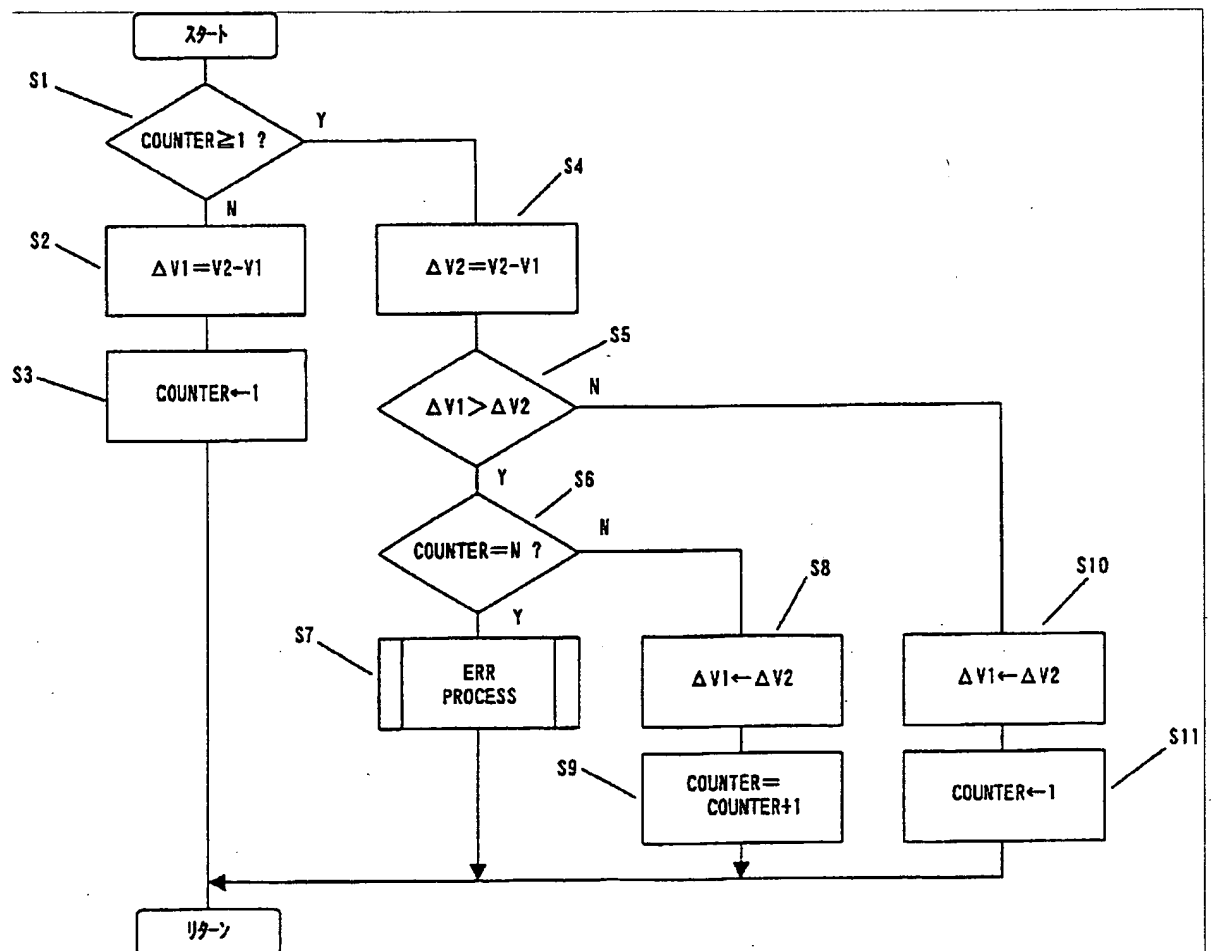 スタート
S1
COUNTER≧1 ?
Y
N
S2
ΔV1=V2-V1
S3
COUNTER←1
S4
ΔV2=V2-V1
S5
ΔV1>ΔV2
N
Y
S6
COUNTER=N ?
N
Y
S7
ERR
PROCESS
S8
ΔV1←ΔV2
S9
COUNTER=
COUNTER+1
S10
ΔV1←ΔV2
S11
COUNTER←1
リターン